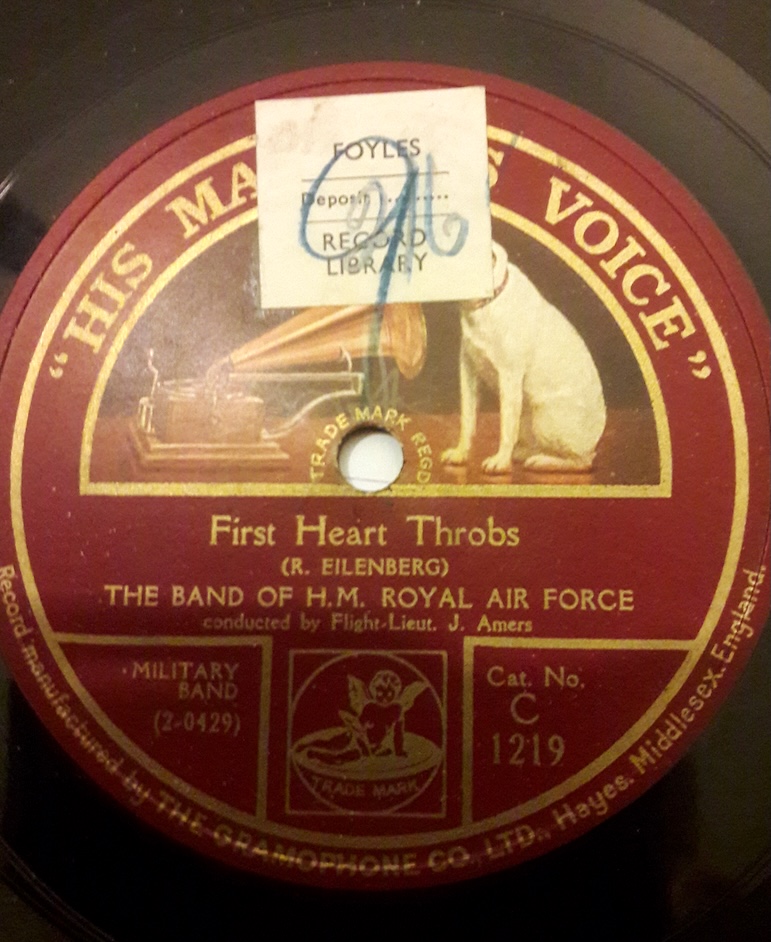 FOYLES
Deposit ..........
RECORD
LIBRARY
"HIS MA S VOICE"
TRADE MARK REGD
First Heart Throbs
(R. EILENBERG)
THE BAND OF H.M. ROYAL AIR FORCE
conducted by Flight-Lieut. J. Amers
MILITARY
BAND
(2-0429)
TRADE MARK
Cat. No.
C
1219
Record manufactured by THE GRAMOPHONE CO., LTD., Hayes. Middlesex. England.